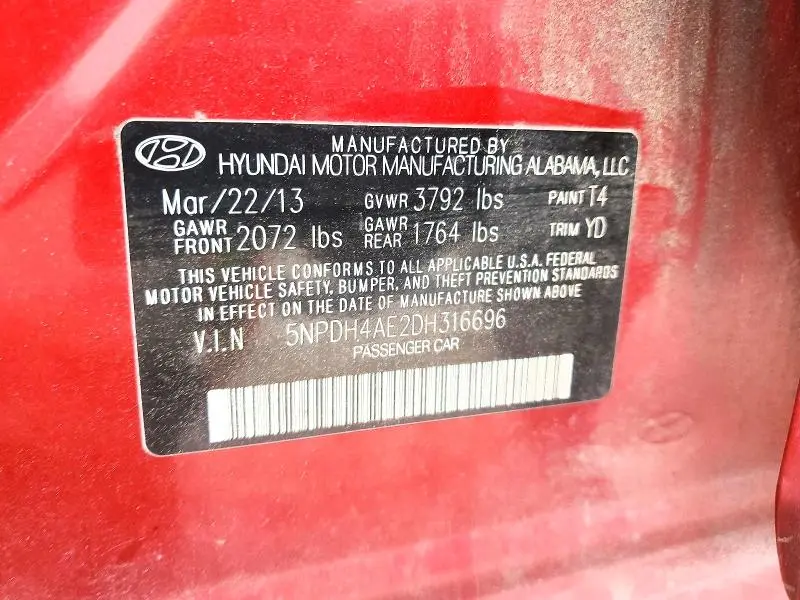 MANUFACTURED BY
HYUNDAI MOTOR MANUFACTURING ALABAMA, LLC
Mar/22/13 GVWR 3792 lbs PAINT T4
GAWR FRONT 2072 lbs GAWR REAR 1764 lbs TRIM YD
THIS VEHICLE CONFORMS TO ALL APPLICABLE U.S.A. FEDERAL
MOTOR VEHICLE SAFETY, BUMPER, AND THEFT PREVENTION STANDARDS
IN EFFECT ON THE DATE OF MANUFACTURE SHOWN ABOVE
V.I.N 5NPDH4AE2DH316696
PASSENGER CAR